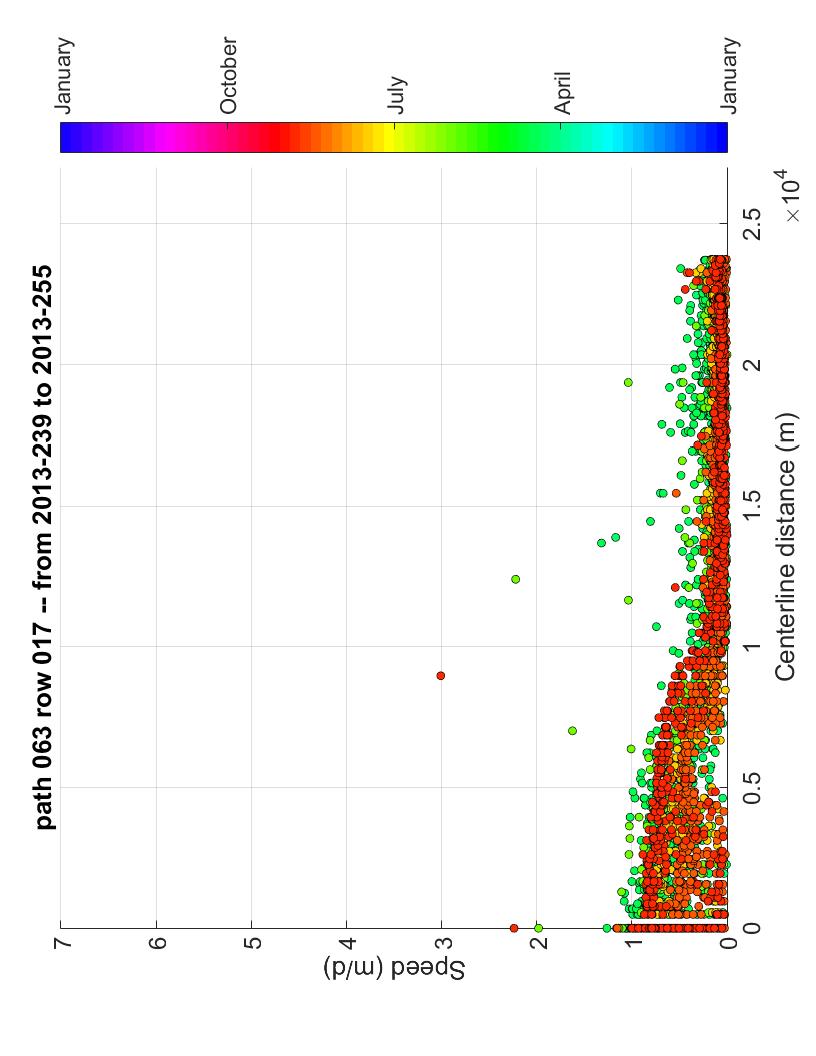 path 063 row 017 -- from 2013-239 to 2013-255
7
6
5
4
3
2
1
0
Speed (m/d)
0
0.5
1
1.5
2
2.5
×10^4
Centerline distance (m)
January
October
July
April
January